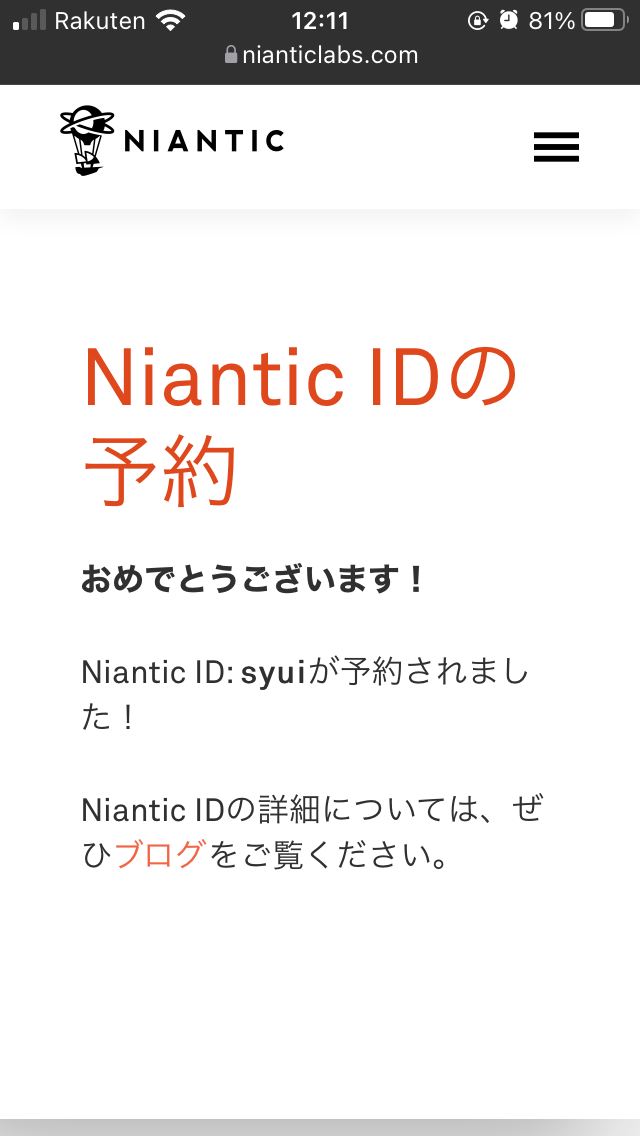 Rakuten 12:11 81%
nianticlabs.com
NIANTIC
Niantic IDの
予約
おめでとうございます！
Niantic ID: syuiが予約されまし
た！
Niantic IDの詳細については、ぜ
ひブログをご覧ください。